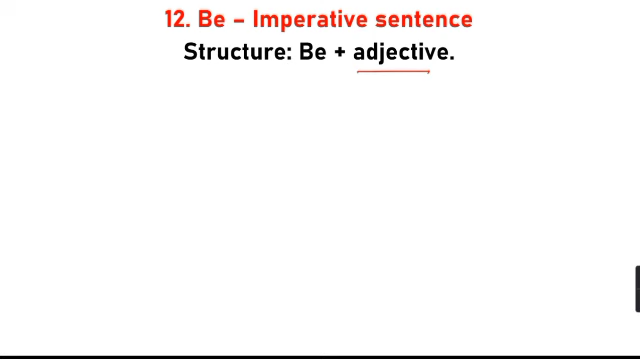 12. Be – Imperative sentence
Structure: Be + adjective.